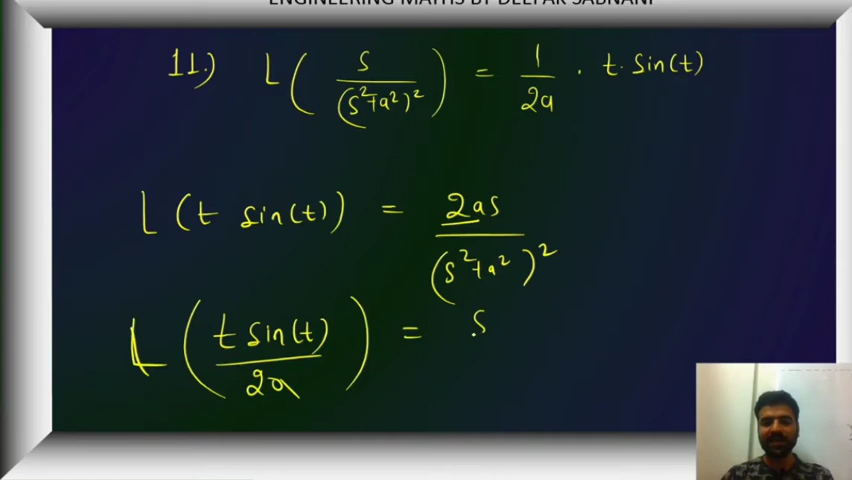 ENGINEERING MATHS BY DEEPAK SABNANI
11.) L ( s / (s²+a²)² ) = 1/2a · t · sin(t)
L (t sin(t)) = 2as / (s²+a²)²
L ( t sin(t) / 2a ) = s